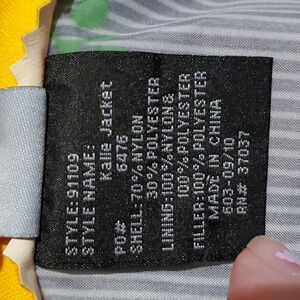 STYLE:91109
STYLE NAME:
Kalie Jacket
PO# 6476
SHELL:70%NYLON
30%POLYESTER
LINING:100%NYLON&
100%POLYESTER
FILLER:100%POLYESTER
MADE IN CHINA
603-09/10
RN# 37037